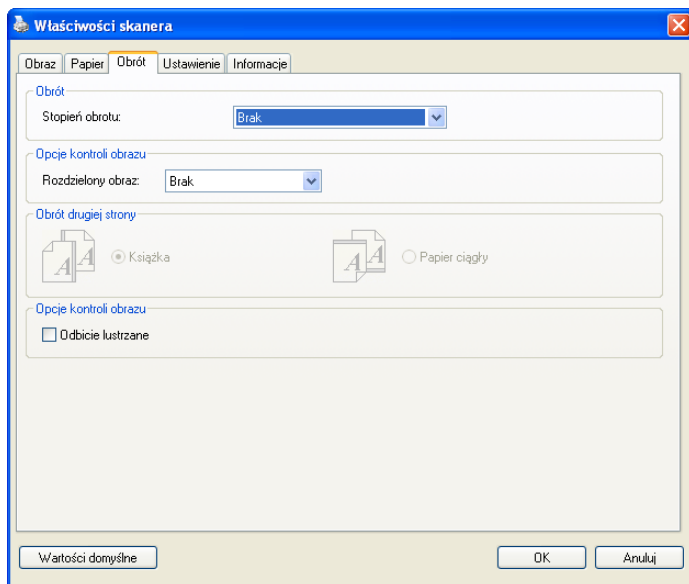 Właściwości skanera
Obraz Papier Obrót Ustawienie Informacje
Obrót
Stopień obrotu: Brak
Opcje kontroli obrazu
Rozdzielony obraz: Brak
Obrót drugiej strony
A A Książka A A Papier ciągły
Opcje kontroli obrazu
Odbicie lustrzane
Wartości domyślne OK Anuluj